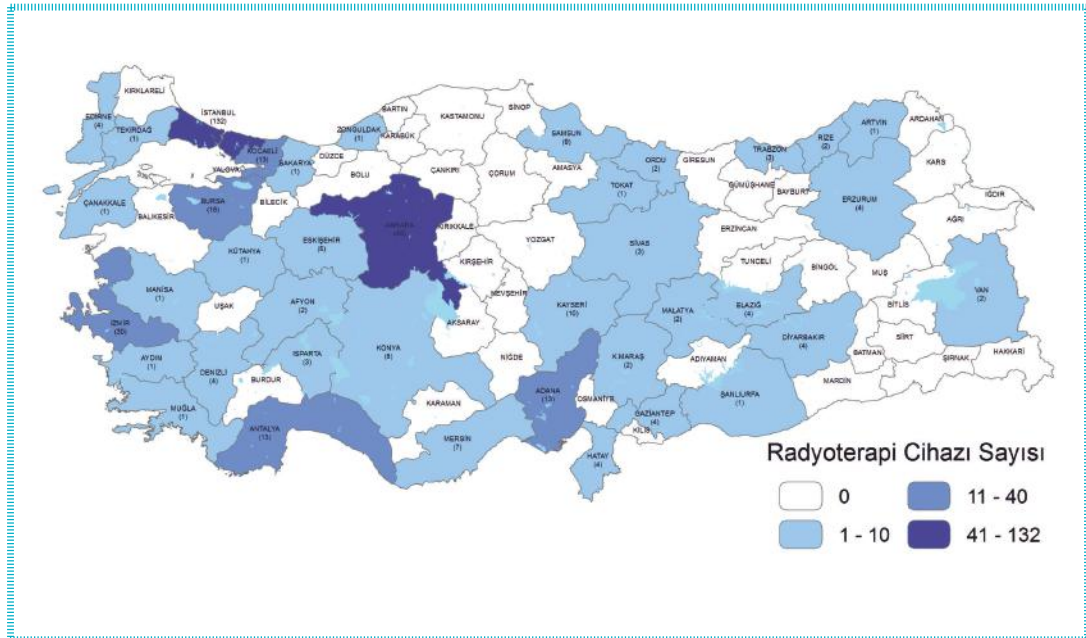 KIRKLARELİ
İSTANBUL
(132)
EDİRNE
(4)
TEKİRDAĞ
(1)
KOCAELİ
(13)
YALOVA
SAKARYA
(1)
DÜZCE
ZONGULDAK
(1)
BARTIN
KARABÜK
KASTAMONU
SİNOP
SAMSUN
ORDU
(2)
GİRESUN
TRABZON
(3)
RİZE
(2)
ARTVİN
(1)
ARDAHAN
KARS
IĞDIR
AĞRI
ERZURUM
(4)
BAYBURT
GÜMÜŞHANE
ERZİNCAN
TOKAT
(1)
AMASYA
ÇORUM
ÇANKIRI
BOLU
BİLECİK
BURSA
(16)
BALIKESİR
ÇANAKKALE
(1)
KÜTAHYA
(1)
ESKİŞEHİR
KIRIKKALE
KIRŞEHİR
YOZGAT
SİVAS
(3)
TUNCELİ
BİNGÖL
MUŞ
BİTLİS
VAN
(2)
HAKKARİ
ŞIRNAK
SİİRT
BATMAN
MARDİN
DİYARBAKIR
(4)
ELAZIĞ
(4)
MALATYA
(2)
ADIYAMAN
ŞANLIURFA
(1)
GAZİANTEP
(4)
KİLİS
HATAY
(4)
OSMANİYE
K.MARAŞ
(2)
KAYSERİ
(10)
NEVŞEHİR
AKSARAY
NİĞDE
ADANA
(13)
MERSİN
(7)
KARAMAN
KONYA
AFYON
(2)
ISPARTA
(3)
BURDUR
ANTALYA
(13)
DENİZLİ
(4)
UŞAK
MANİSA
(1)
İZMİR
AYDIN
(1)
MUĞLA
(1)
Radyoterapi Cihazı Sayısı
0
11 - 40
1 - 10
41 - 132